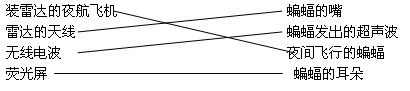 装雷达的夜航飞机 蝙蝠的嘴
雷达的天线 蝙蝠发出的超声波
无线电波 夜间飞行的蝙蝠
荧光屏 蝙蝠的耳朵